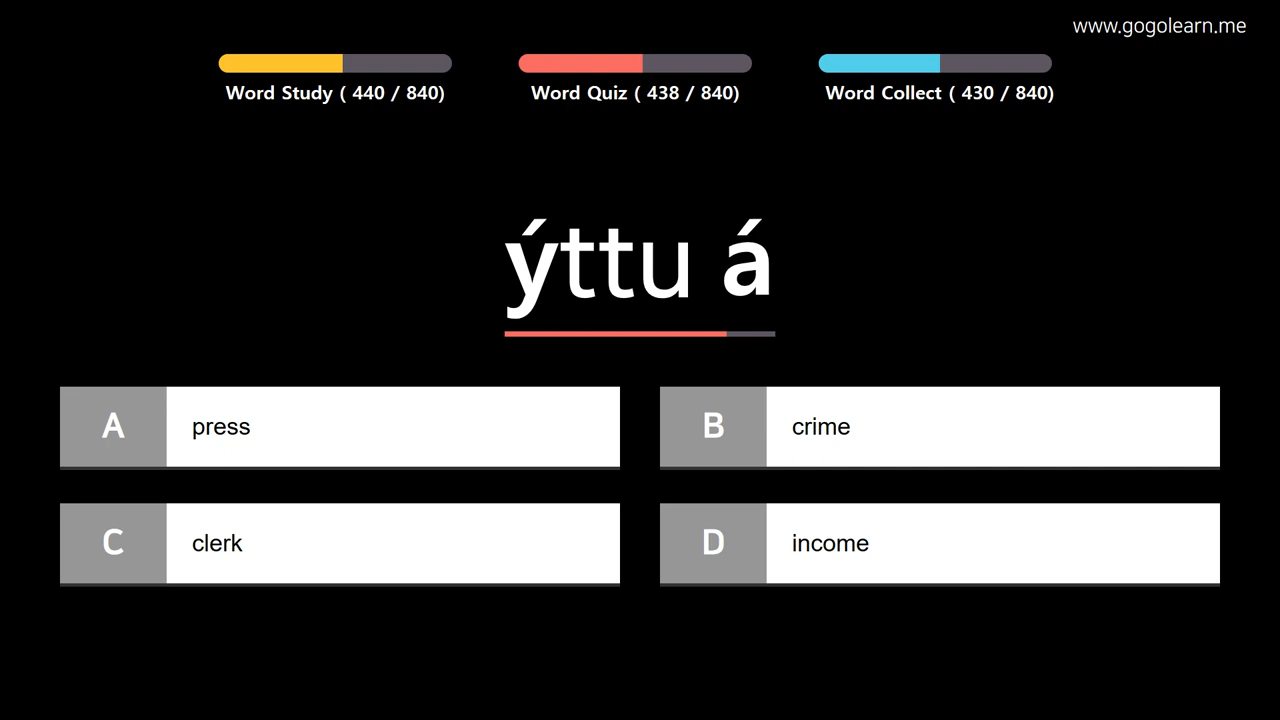 www.gogolearn.me
Word Study ( 440 / 840)
Word Quiz ( 438 / 840)
Word Collect ( 430 / 840)
ýttu á
A press
B crime
C clerk
D income